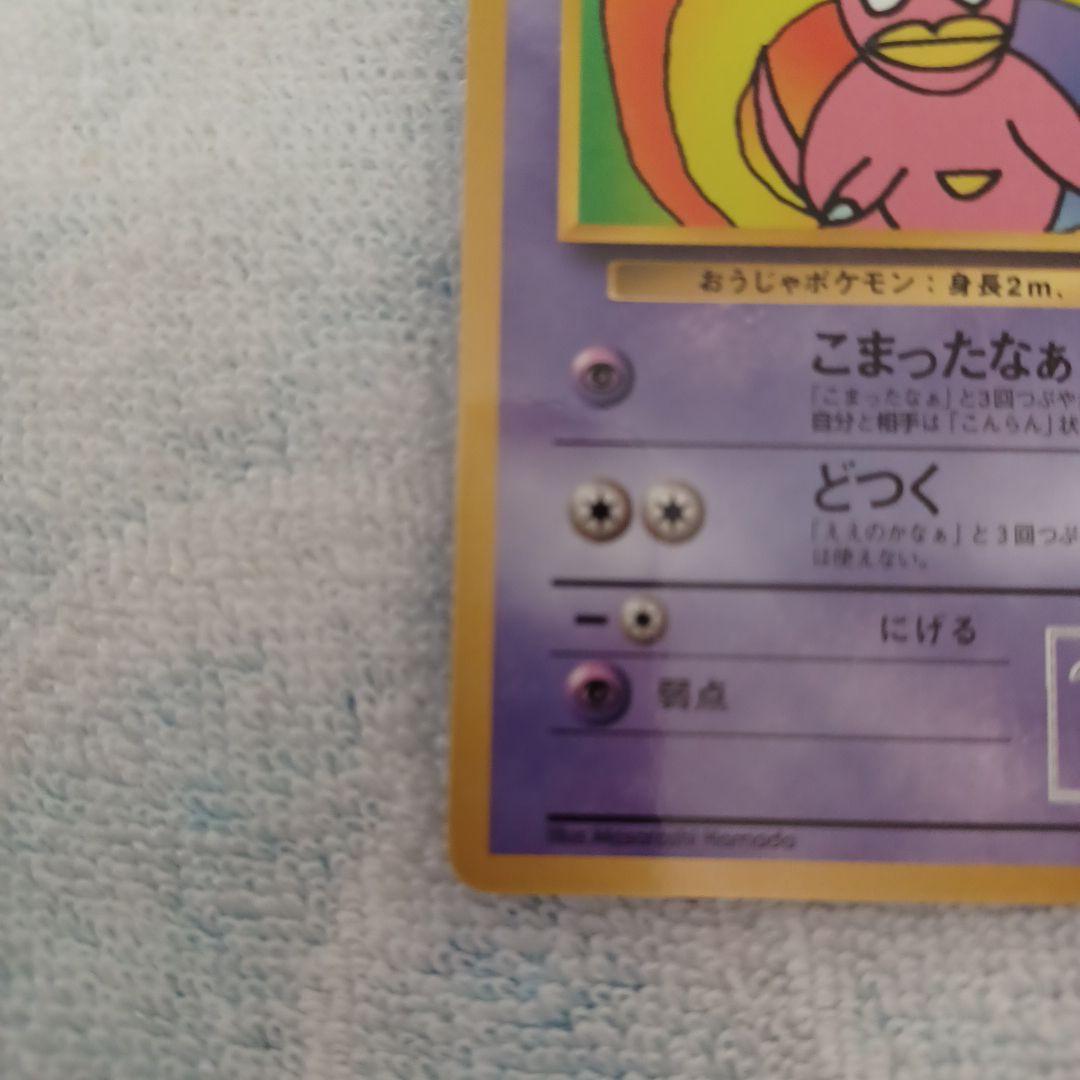 おうじゃポケモン：身長2m、
こまったなぁ
「こまったなぁ」と3回つぶや
自分と相手は「こんらん」状
どつく
「ええのかなぁ」と3回つぶ
は使えない。
にげる
弱点
Illus. Masatoshi Hamada